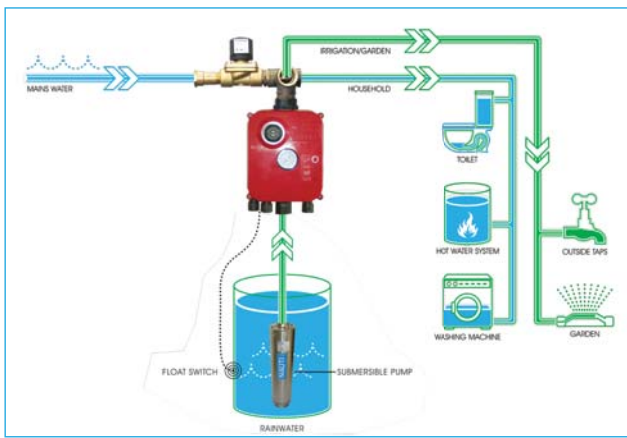 IRRIGATION/GARDEN
MAINS WATER
HOUSEHOLD
TOILET
HOT WATER SYSTEM
OUTSIDE TAPS
WASHING MACHINE
GARDEN
FLOAT SWITCH
SUBMERSIBLE PUMP
RAINWATER